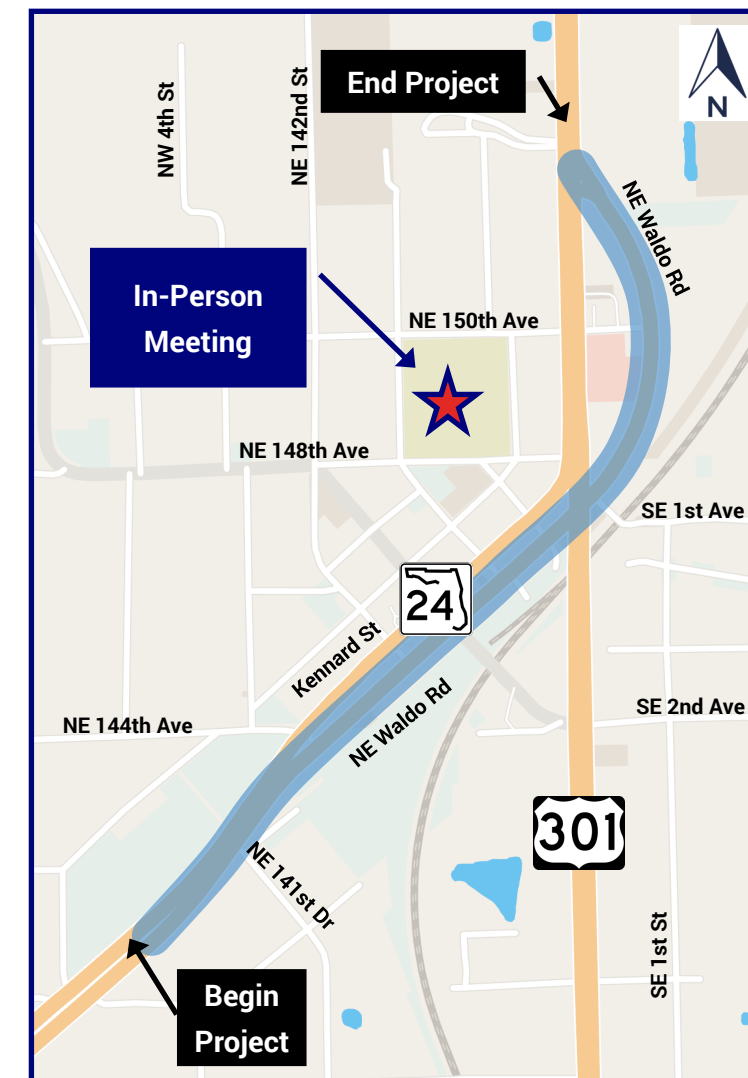 End Project
N
NW 4th St
NE 142nd St
NE Waldo Rd
In-Person
Meeting
NE 150th Ave
NE 148th Ave
SE 1st Ave
24
Kennard St
NE Waldo Rd
SE 2nd Ave
NE 144th Ave
301
NE 141st Dr
SE 1st St
Begin
Project